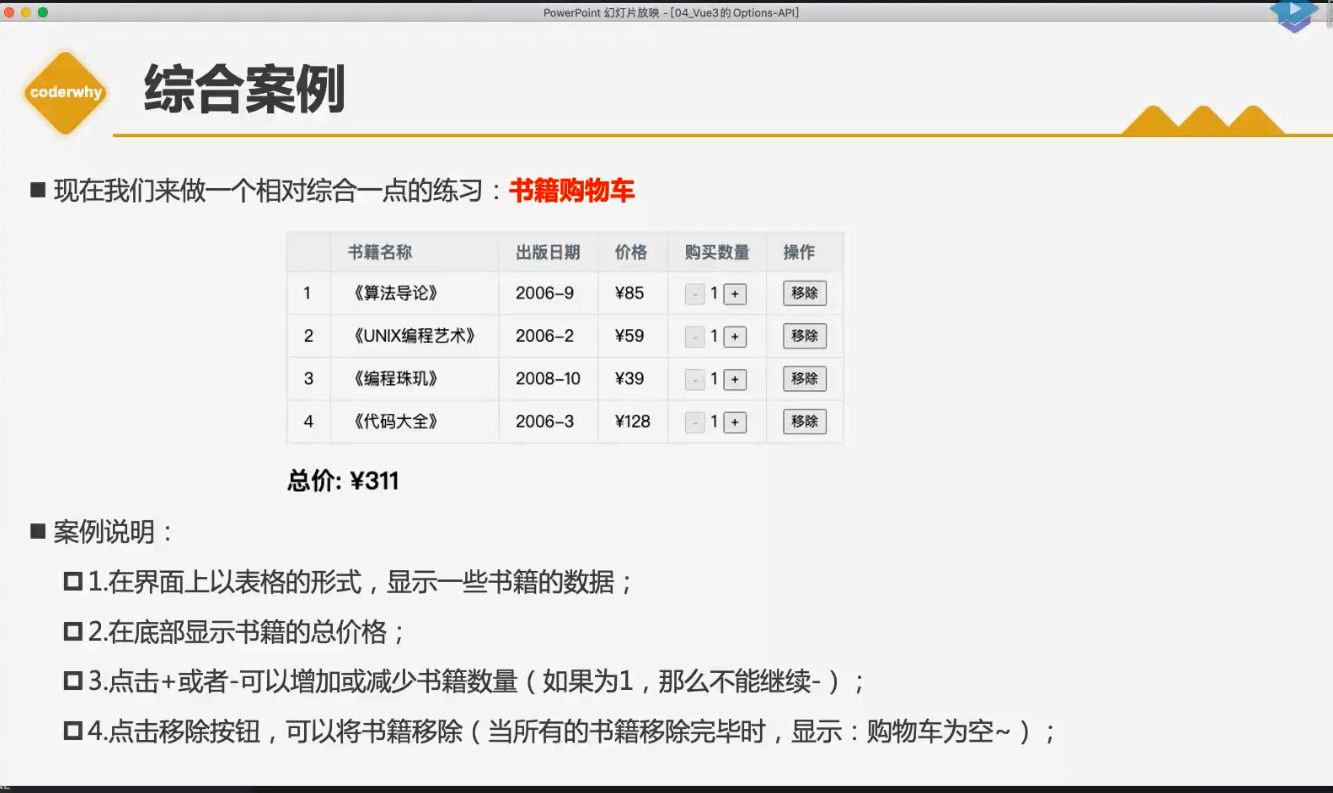 PowerPoint 幻灯片放映 - [04_Vue3的Options-API]
coderwhy
综合案例
现在我们来做一个相对综合一点的练习：书籍购物车
书籍名称 出版日期 价格 购买数量 操作
1 《算法导论》 2006-9 ¥85 - 1 + 移除
2 《UNIX编程艺术》 2006-2 ¥59 - 1 + 移除
3 《编程珠玑》 2008-10 ¥39 - 1 + 移除
4 《代码大全》 2006-3 ¥128 - 1 + 移除
总价: ¥311
案例说明：
1.在界面上以表格的形式，显示一些书籍的数据；
2.在底部显示书籍的总价格；
3.点击+或者-可以增加或减少书籍数量（如果为1，那么不能继续-）；
4.点击移除按钮，可以将书籍移除（当所有的书籍移除完毕时，显示：购物车为空~）；